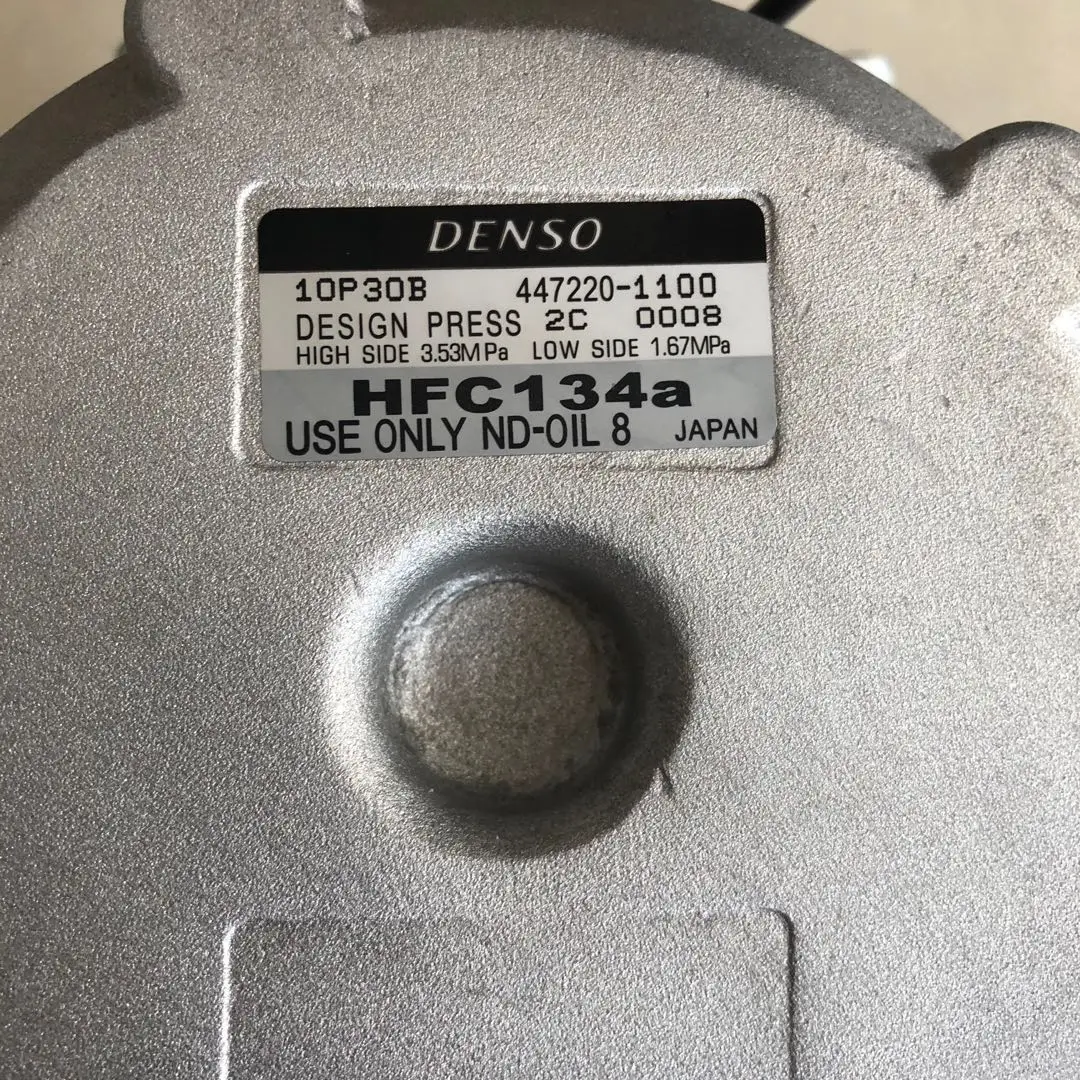 DENSO
10P30B 447220-1100
DESIGN PRESS 2C 0008
HIGH SIDE 3.53MPa LOW SIDE 1.67MPa
HFC134a
USE ONLY ND-OIL 8 JAPAN